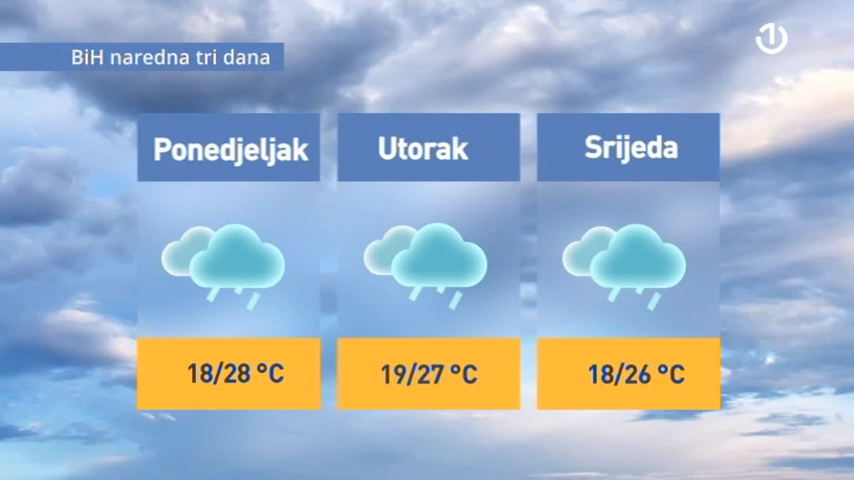 BiH naredna tri dana
Ponedjeljak
Utorak
Srijeda
18/28 °C
19/27 °C
18/26 °C